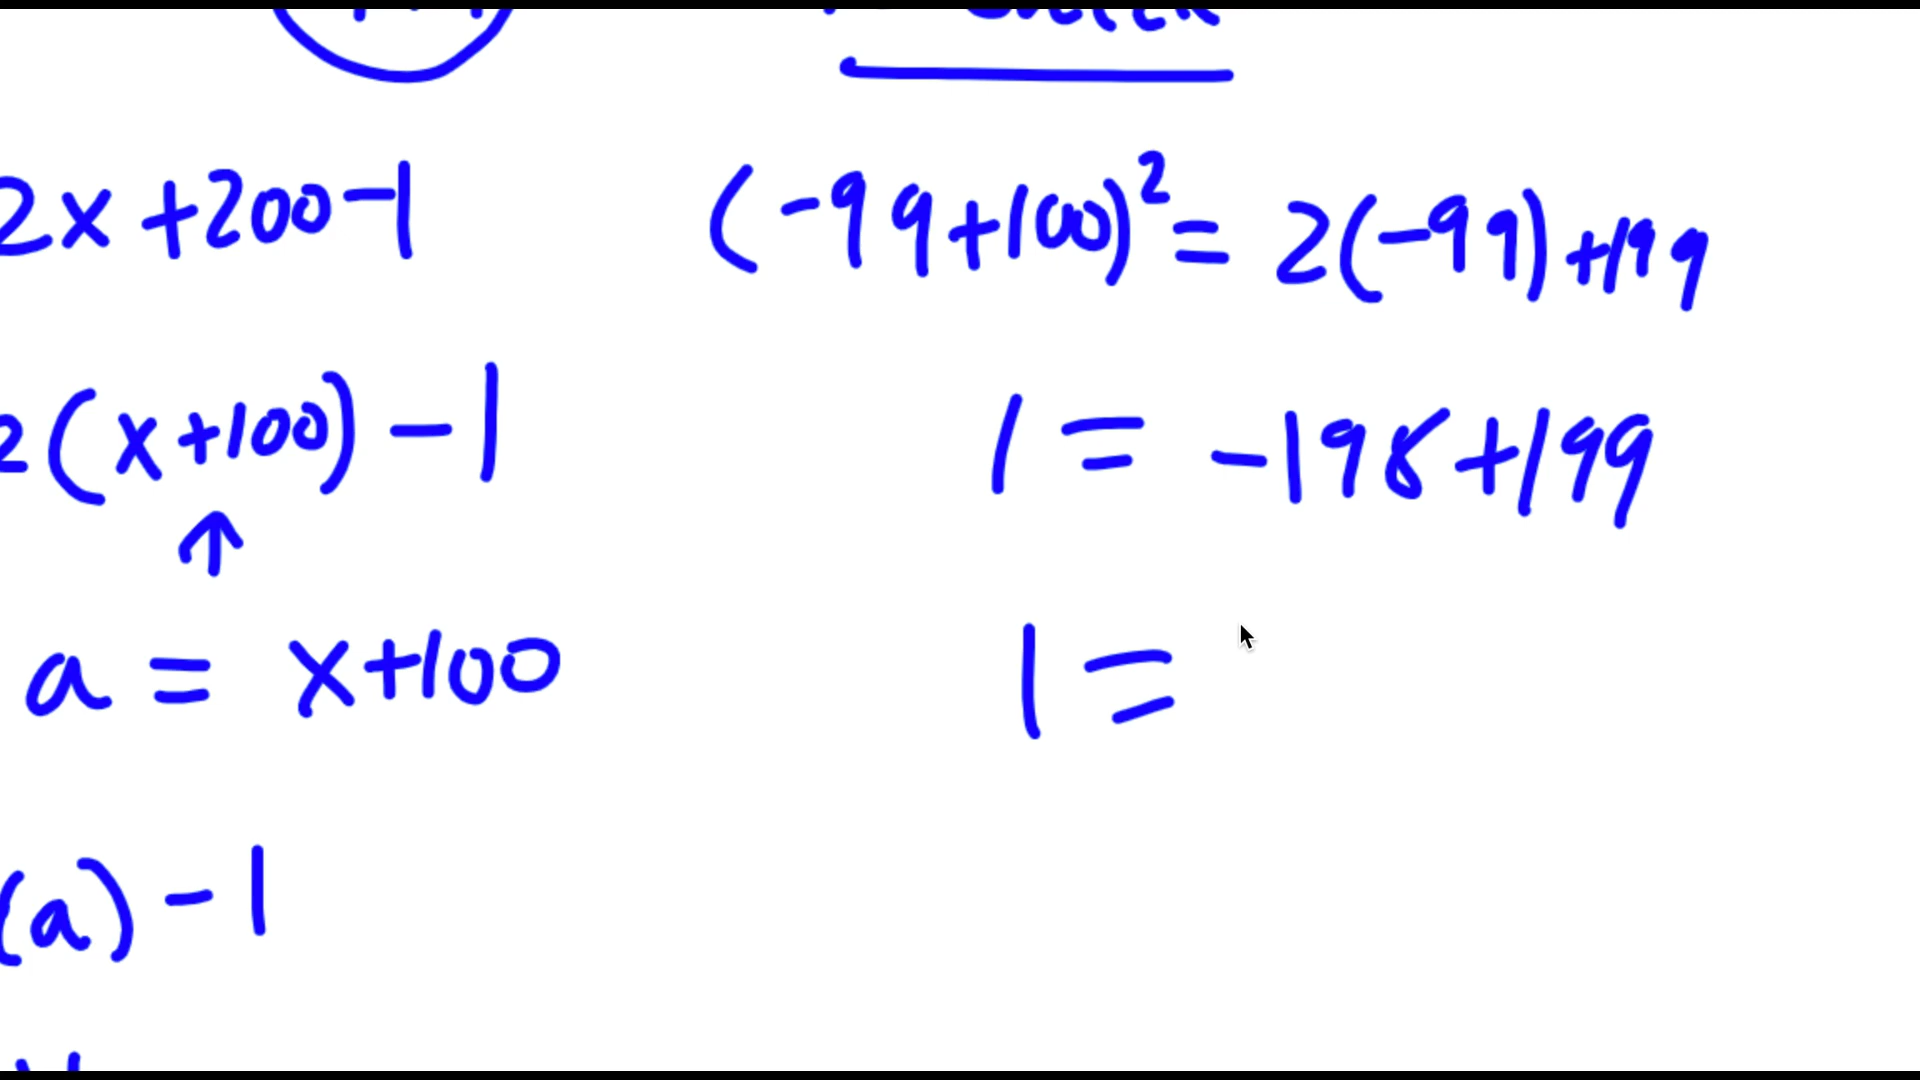 2x +200 -1
2(x+100) - 1
↑
a = x+100
(a) - 1
(-99+100)² = 2(-99) +199
1 = -198+199
1 =